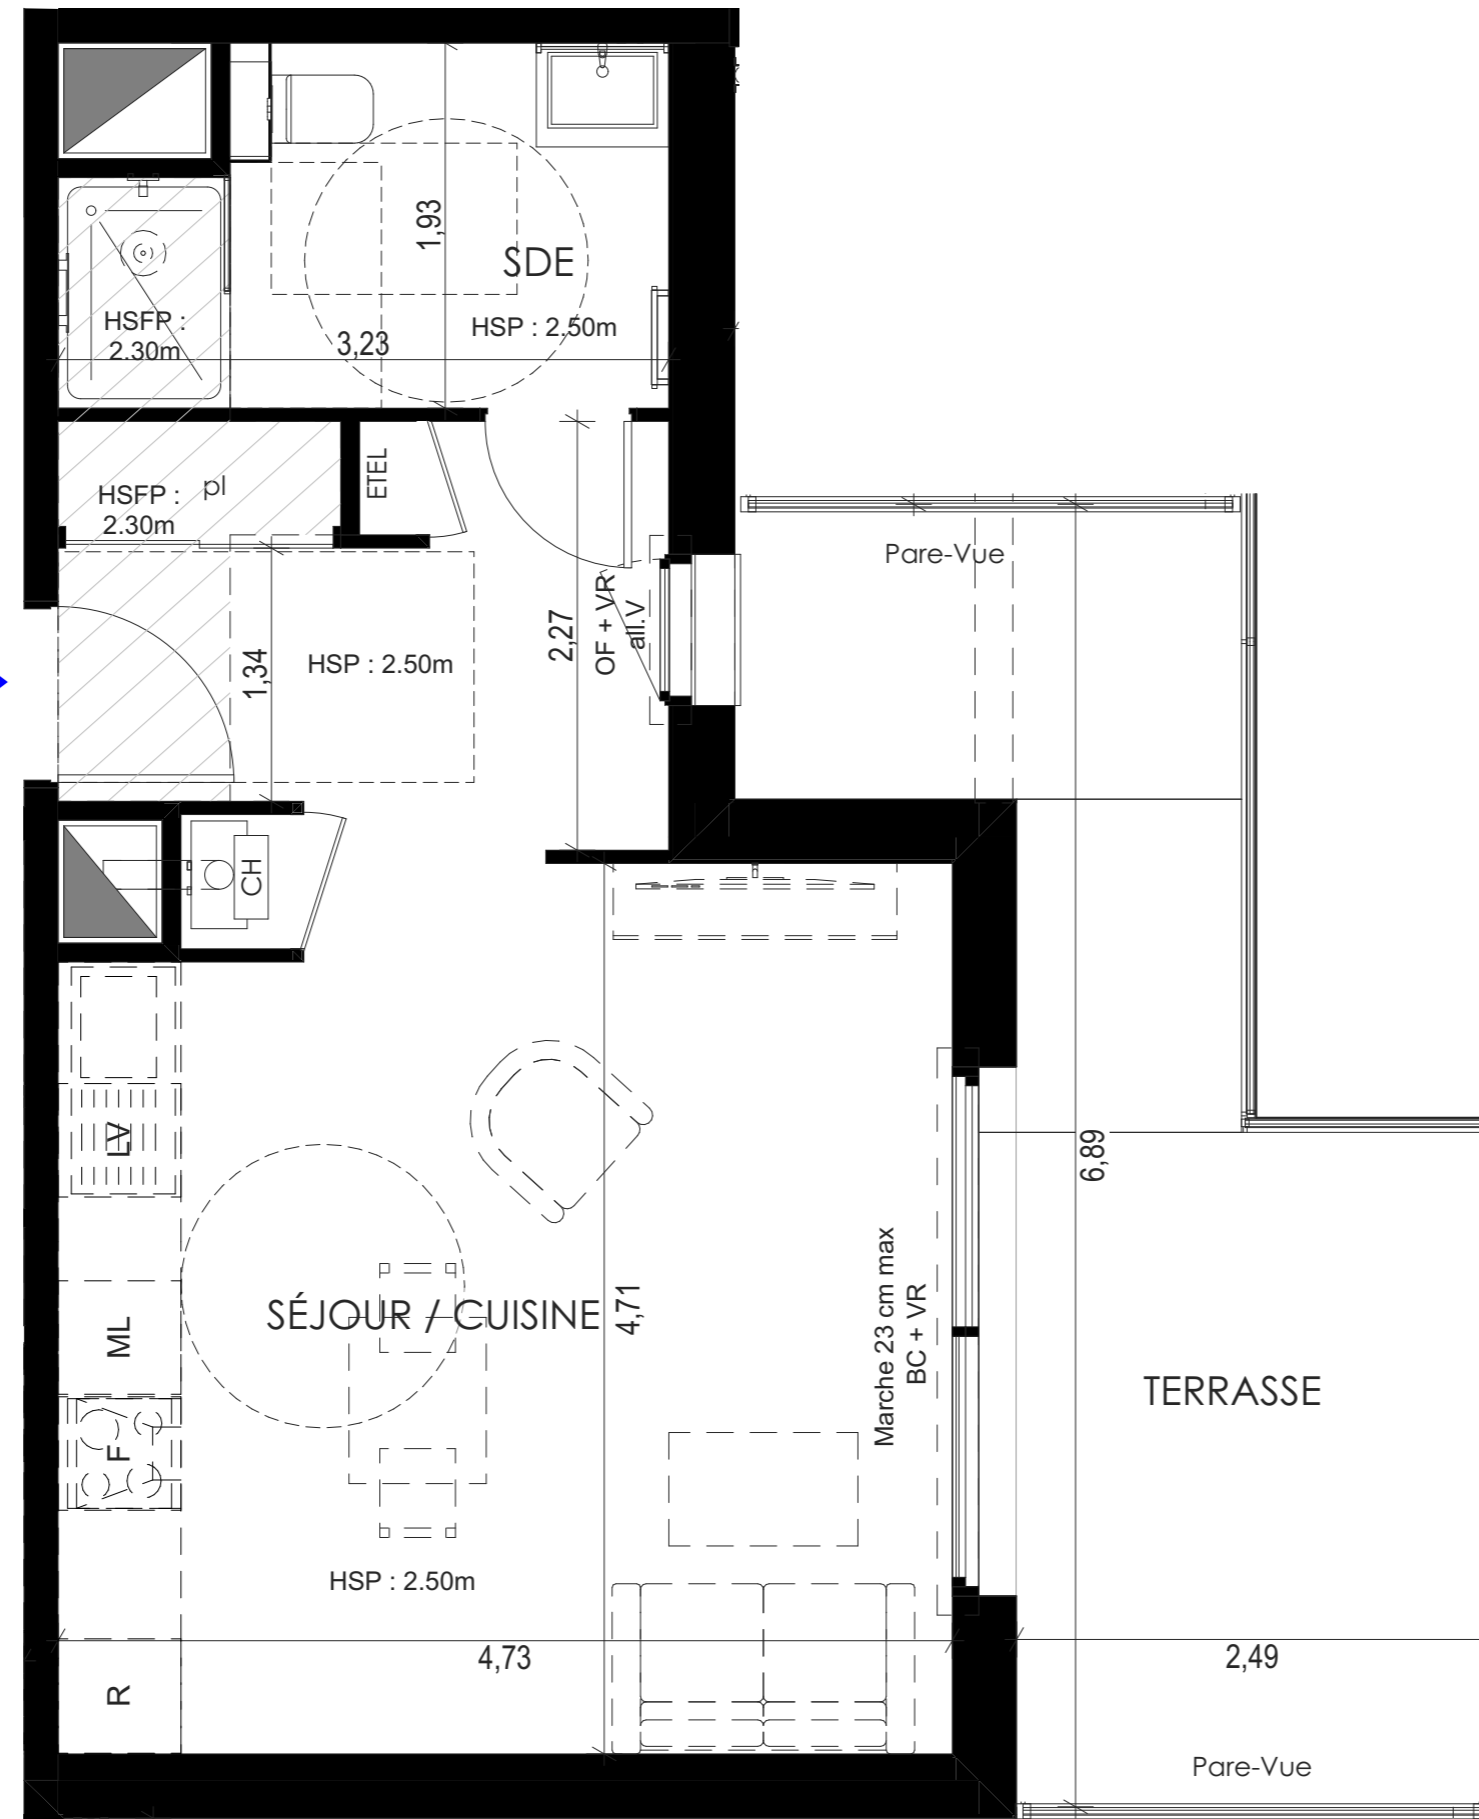 1,93
SDE
HSFP :
2.30m
3,23
HSP : 2.50m
ETEL
HSFP :
2.30m
pl
Pare-Vue
1,34
HSP : 2.50m
2,27
OF + VR
all.V
CH
LV
6,89
SÉJOUR / CUISINE
4,71
ML
Marche 23 cm max
BC + VR
TERRASSE
F
HSP : 2.50m
4,73
2,49
R
Pare-Vue